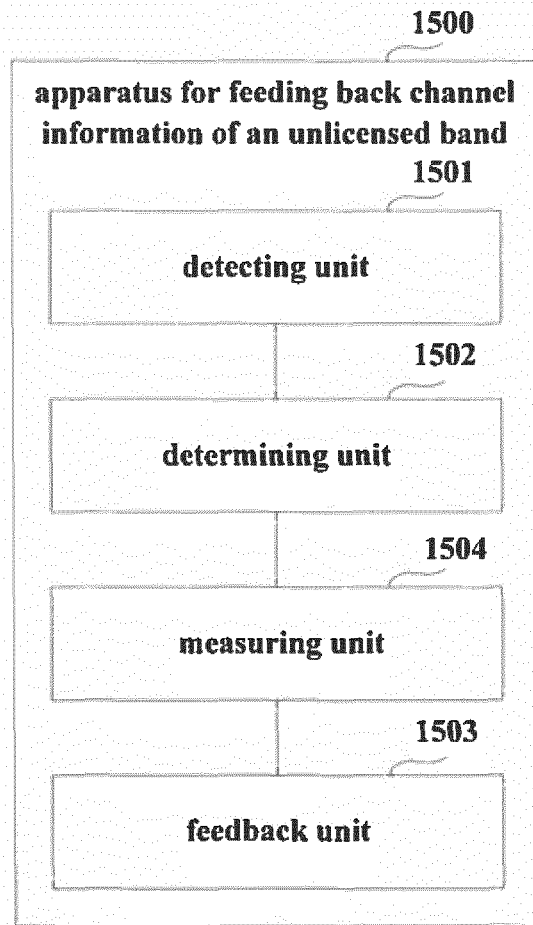 1500
apparatus for feeding back channel
information of an unlicensed band
1501
detecting unit
1502
determining unit
1504
measuring unit
1503
feedback unit